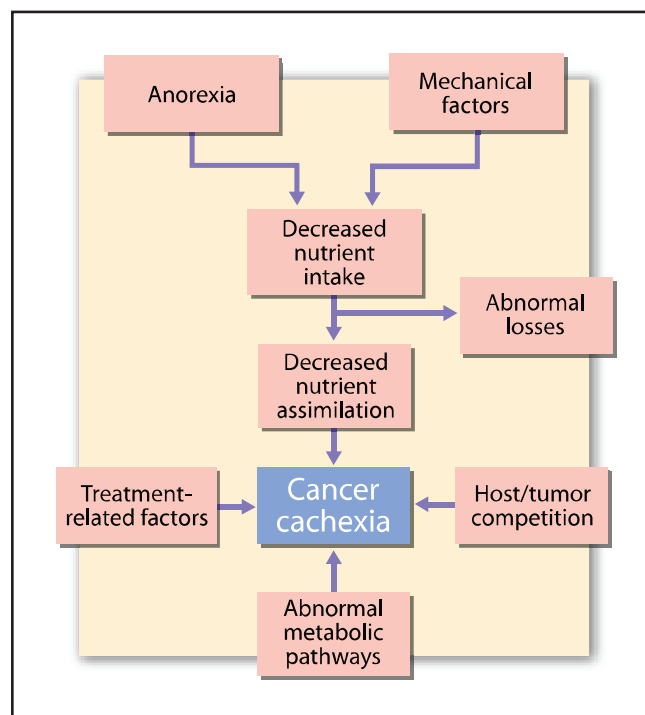 Anorexia
Mechanical
factors
Decreased
nutrient
intake
Abnormal
losses
Decreased
nutrient
assimilation
Treatment-
related factors
Cancer
cachexia
Host/tumor
competition
Abnormal
metabolic
pathways